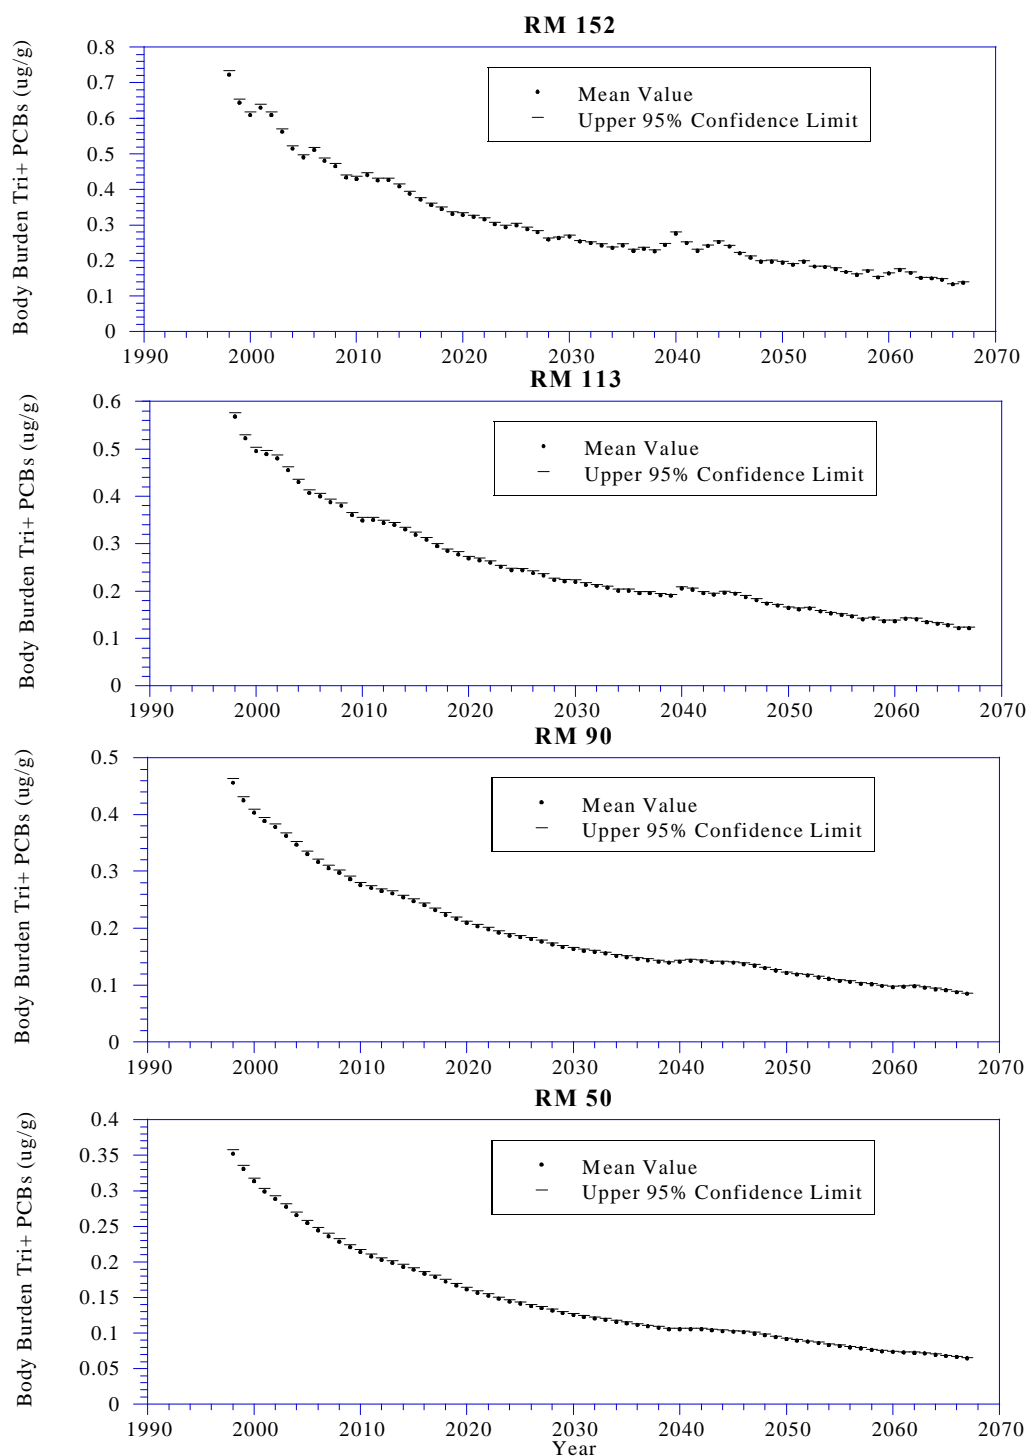 RM 152
Body Burden Tri+ PCBs (ug/g)
0.8
0.7
0.6
0.5
0.4
0.3
0.2
0.1
0
Mean Value
Upper 95% Confidence Limit
1990 2000 2010 2020 2030 2040 2050 2060 2070
RM 113
Body Burden Tri+ PCBs (ug/g)
0.6
0.5
0.4
0.3
0.2
0.1
0
Mean Value
Upper 95% Confidence Limit
1990 2000 2010 2020 2030 2040 2050 2060 2070
RM 90
Body Burden Tri+ PCBs (ug/g)
0.5
0.4
0.3
0.2
0.1
0
Mean Value
Upper 95% Confidence Limit
1990 2000 2010 2020 2030 2040 2050 2060 2070
RM 50
Body Burden Tri+ PCBs (ug/g)
0.4
0.35
0.3
0.25
0.2
0.15
0.1
0.05
0
Mean Value
Upper 95% Confidence Limit
1990 2000 2010 2020 2030 2040 2050 2060 2070
Year